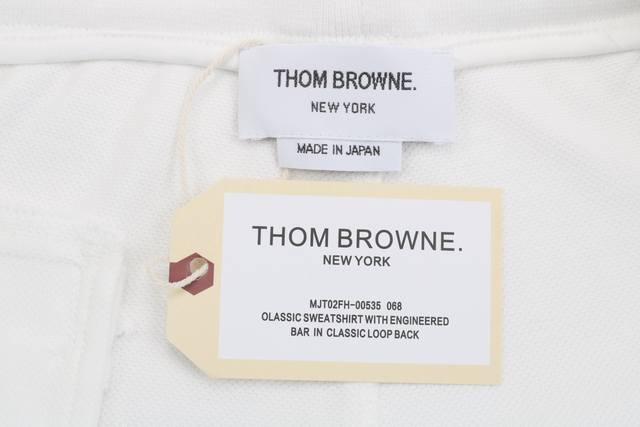 THOM BROWNE.
NEW YORK
MADE IN JAPAN
THOM BROWNE.
NEW YORK
MJT02FH-00535 068
OLASSIC SWEATSHIRT WITH ENGINEERED
BAR IN CLASSIC LOOP BACK